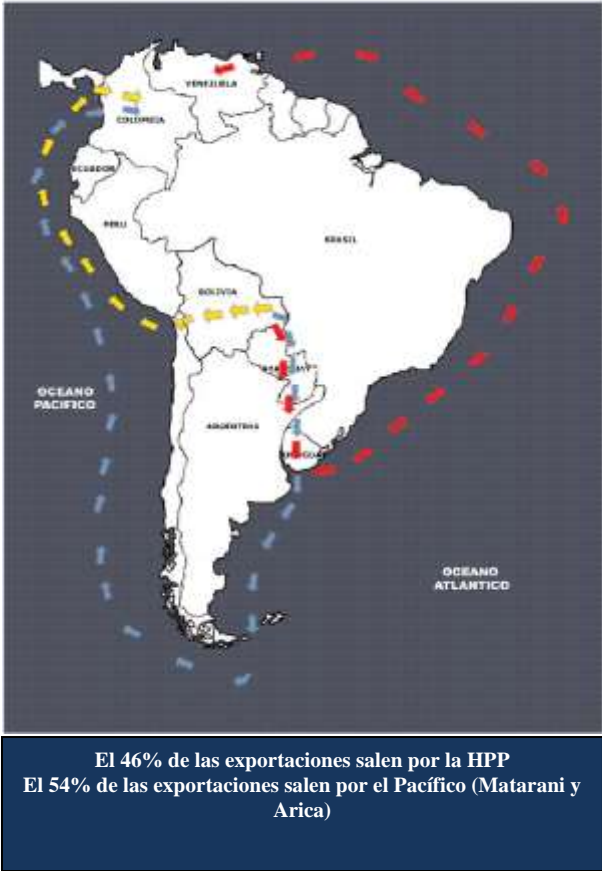 VENEZUELA
COLOMBIA
ECUADOR
PERU
BRASIL
BOLIVIA
OCEANO
PACIFICO
ARGENTINA
OCEANO
ATLANTICO
El 46% de las exportaciones salen por la HPP
El 54% de las exportaciones salen por el Pacífico (Matarani y
Arica)